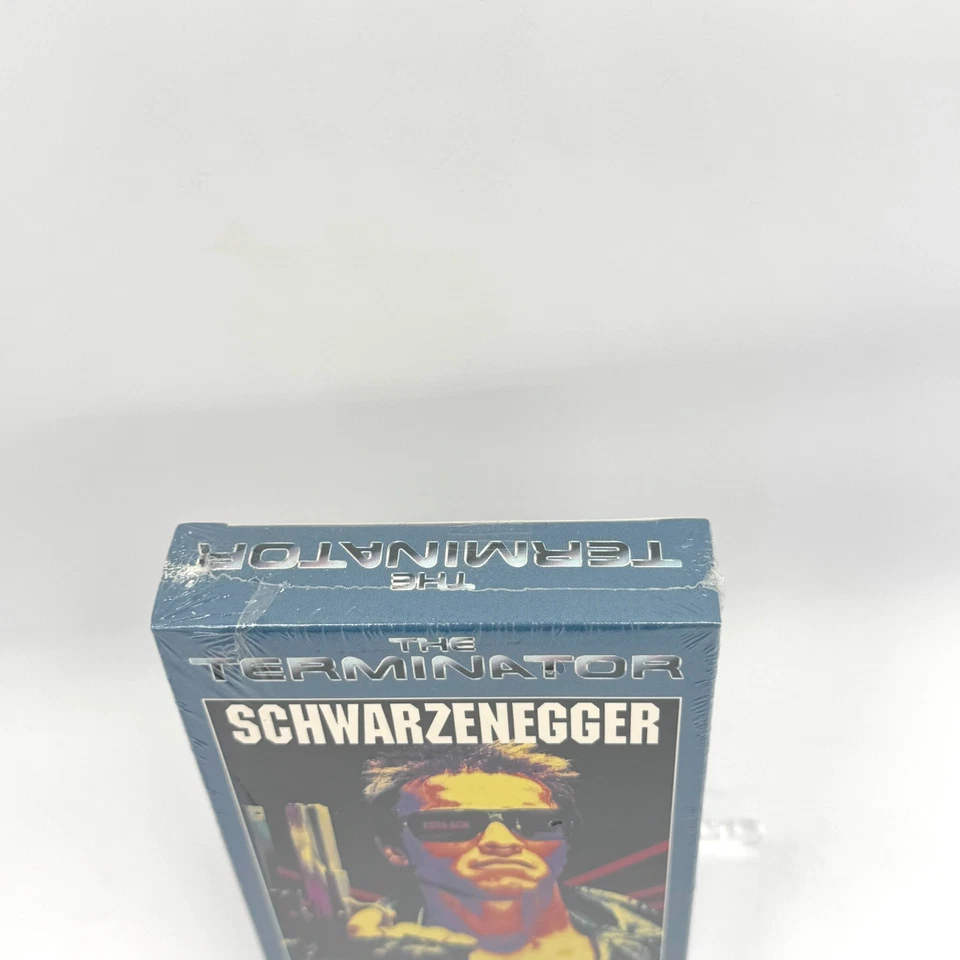 TERMINATOR
THE
THE
TERMINATOR
SCHWARZENEGGER